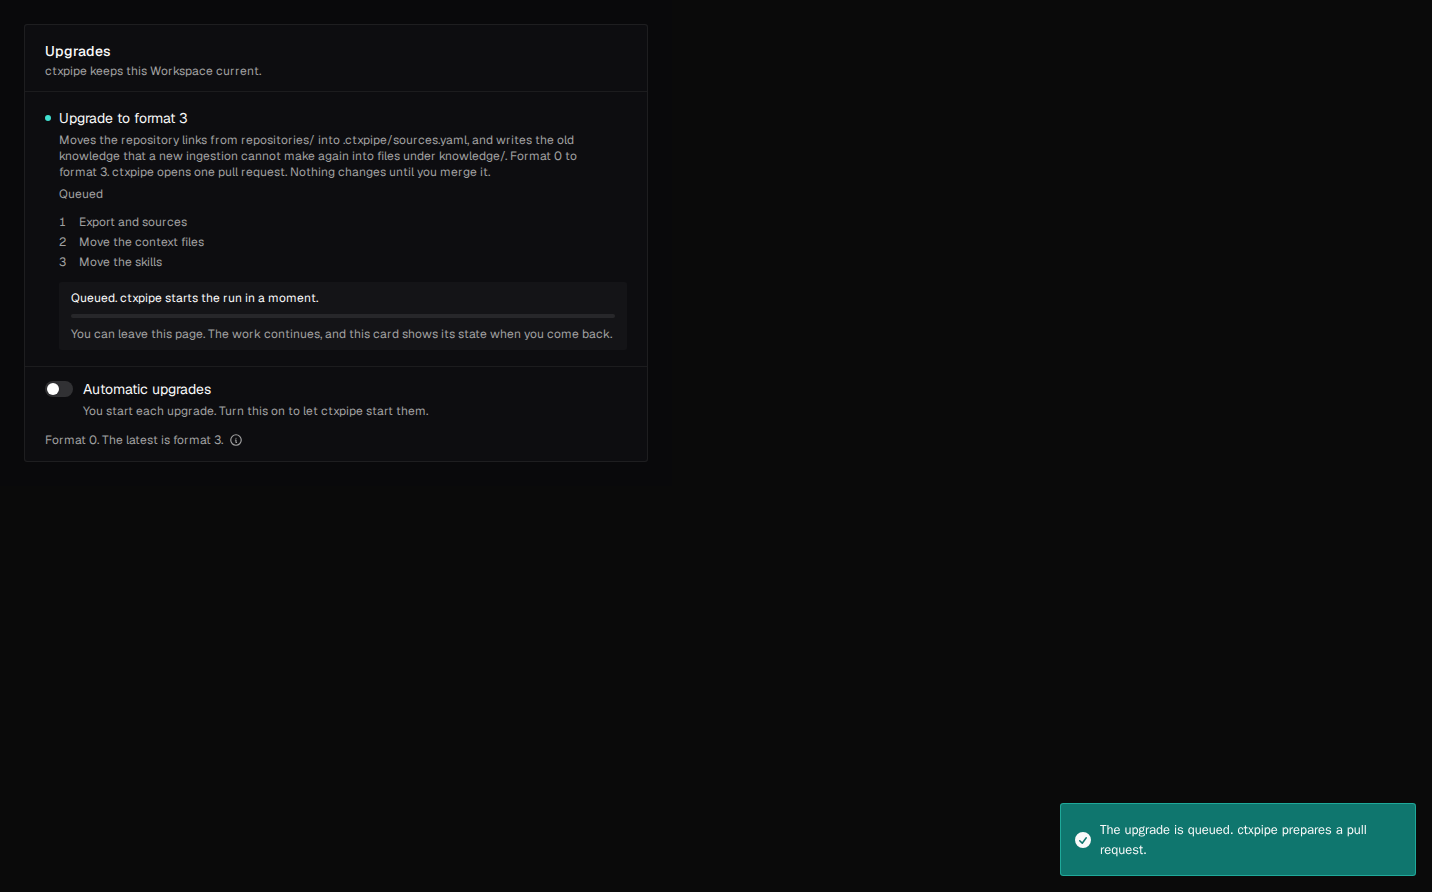 Upgrades
ctxpipe keeps this Workspace current.
Upgrade to format 3
Moves the repository links from repositories/ into .ctxpipe/sources.yaml, and writes the old
knowledge that a new ingestion cannot make again into files under knowledge/. Format 0 to
format 3. ctxpipe opens one pull request. Nothing changes until you merge it.
Queued
1 Export and sources
2 Move the context files
3 Move the skills
Queued. ctxpipe starts the run in a moment.
You can leave this page. The work continues, and this card shows its state when you come back.
Automatic upgrades
You start each upgrade. Turn this on to let ctxpipe start them.
Format 0. The latest is format 3.
The upgrade is queued. ctxpipe prepares a pull
request.